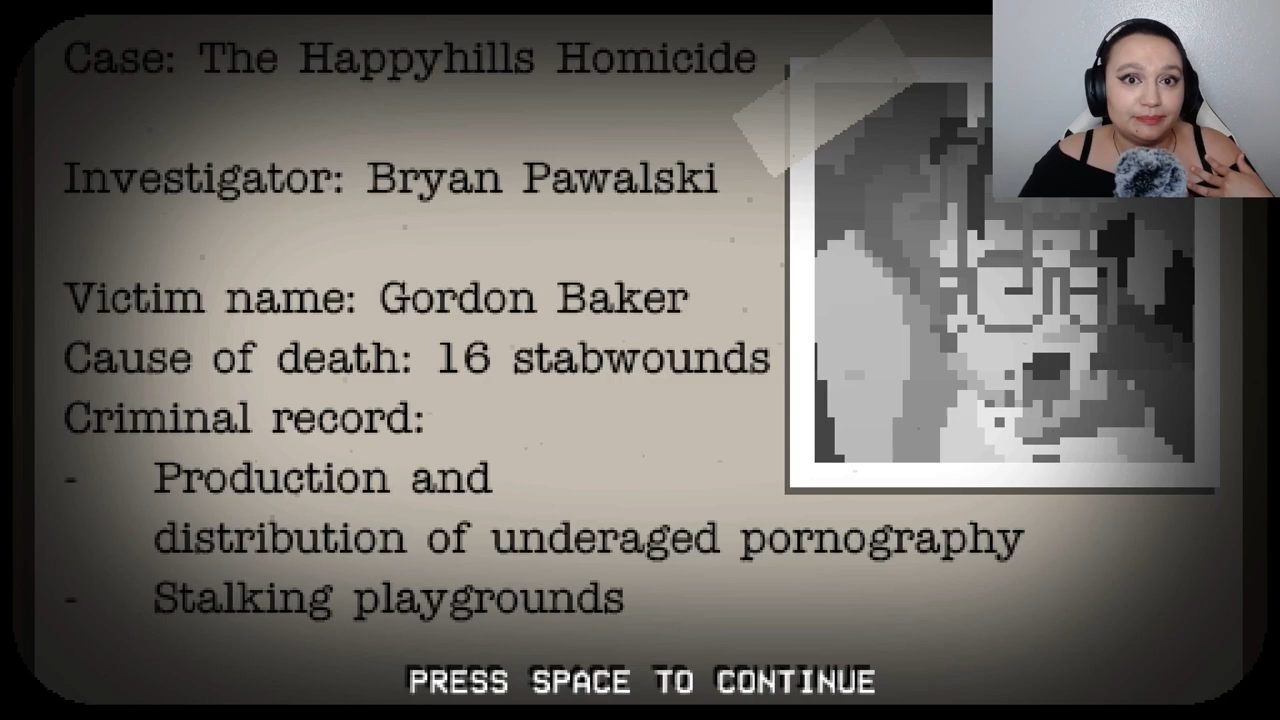 Case: The Happyhills Homicide
Investigator: Bryan Pawalski
Victim name: Gordon Baker
Cause of death: 16 stabwounds
Criminal record:
- Production and
distribution of underaged pornography
- Stalking playgrounds
PRESS SPACE TO CONTINUE